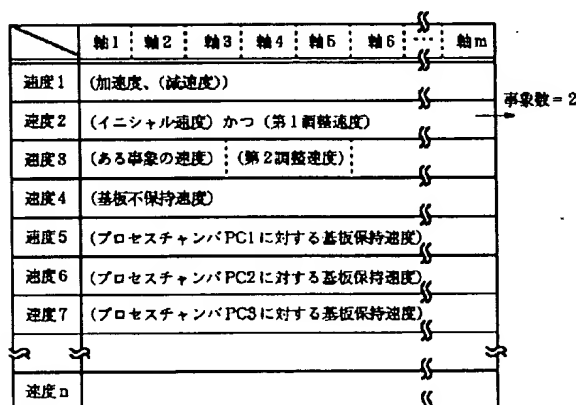 軸1 軸2 軸3 軸4 軸5 軸6 … 軸m
速度1 (加速度、(減速度))
事象数=2
速度2 (イニシャル速度) かつ (第1調整速度)
速度3 (ある事象の速度) (第2調整速度)
速度4 (基板不保持速度)
速度5 (プロセスチャンバPC1に対する基板保持速度)
速度6 (プロセスチャンバPC2に対する基板保持速度)
速度7 (プロセスチャンバPC3に対する基板保持速度)
速度n